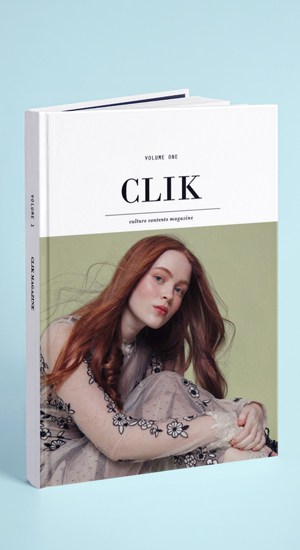 VOLUME ONE
CLIK
culture contents magazine
VOLUME 1
CLIK MAGAZINE